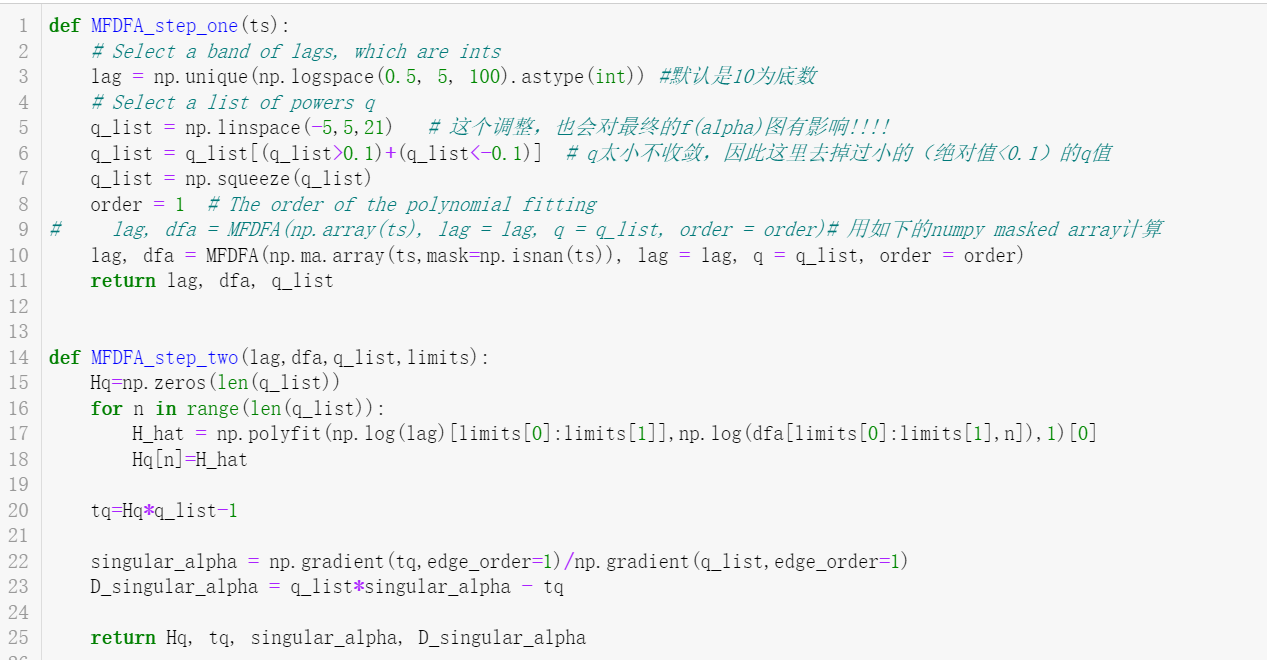 1 def MFDFA_step_one(ts):
2     # Select a band of lags, which are ints
3     lag = np.unique(np.logspace(0.5, 5, 100).astype(int)) #默认是10为底数
4     # Select a list of powers q
5     q_list = np.linspace(-5,5,21)   # 这个调整，也会对最终的f(alpha)图有影响!!!!
6     q_list = q_list[(q_list>0.1)+(q_list<-0.1)]  # q太小不收敛，因此这里去掉过小的（绝对值<0.1）的q值
7     q_list = np.squeeze(q_list)
8     order = 1  # The order of the polynomial fitting
9 #     lag, dfa = MFDFA(np.array(ts), lag = lag, q = q_list, order = order)# 用如下的numpy masked array计算
10     lag, dfa = MFDFA(np.ma.array(ts,mask=np.isnan(ts)), lag = lag, q = q_list, order = order)
11     return lag, dfa, q_list
12
13
14 def MFDFA_step_two(lag,dfa,q_list,limits):
15     Hq=np.zeros(len(q_list))
16     for n in range(len(q_list)):
17         H_hat = np.polyfit(np.log(lag)[limits[0]:limits[1]],np.log(dfa[limits[0]:limits[1],n]),1)[0]
18         Hq[n]=H_hat
19
20     tq=Hq*q_list-1
21
22     singular_alpha = np.gradient(tq,edge_order=1)/np.gradient(q_list,edge_order=1)
23     D_singular_alpha = q_list*singular_alpha - tq
24
25     return Hq, tq, singular_alpha, D_singular_alpha